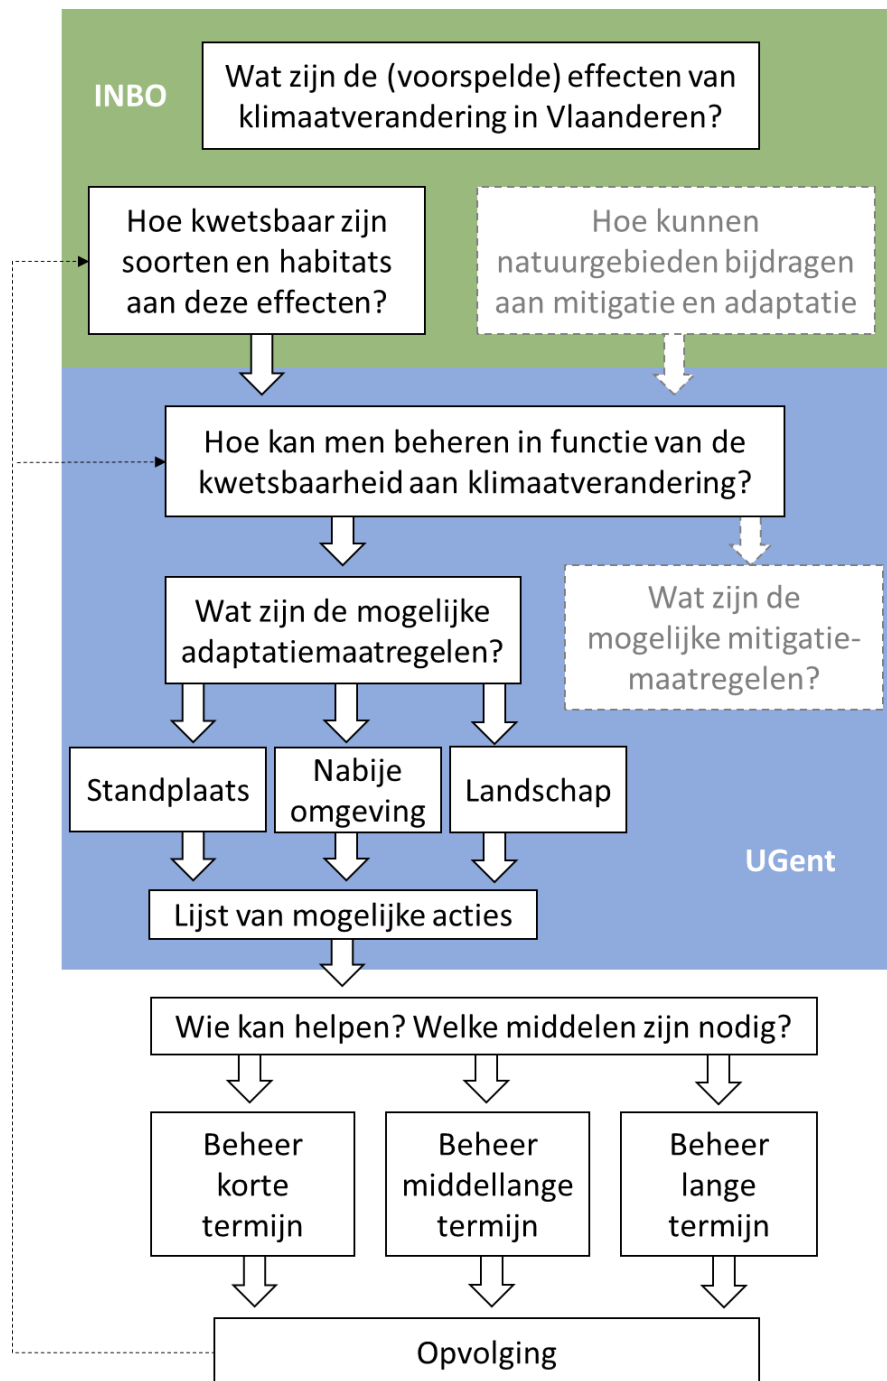 INBO
Wat zijn de (voorspelde) effecten van
klimaatverandering in Vlaanderen?
Hoe kwetsbaar zijn
soorten en habitats
aan deze effecten?
Hoe kunnen
natuurgebieden bijdragen
aan mitigatie en adaptatie
Hoe kan men beheren in functie van de
kwetsbaarheid aan klimaatverandering?
Wat zijn de mogelijke
adaptatiemaatregelen?
Wat zijn de
mogelijke mitigatie-
maatregelen?
Standplaats
Nabije
omgeving
Landschap
UGent
Lijst van mogelijke acties
Wie kan helpen? Welke middelen zijn nodig?
Beheer
korte
termijn
Beheer
middellange
termijn
Beheer
lange
termijn
Opvolging